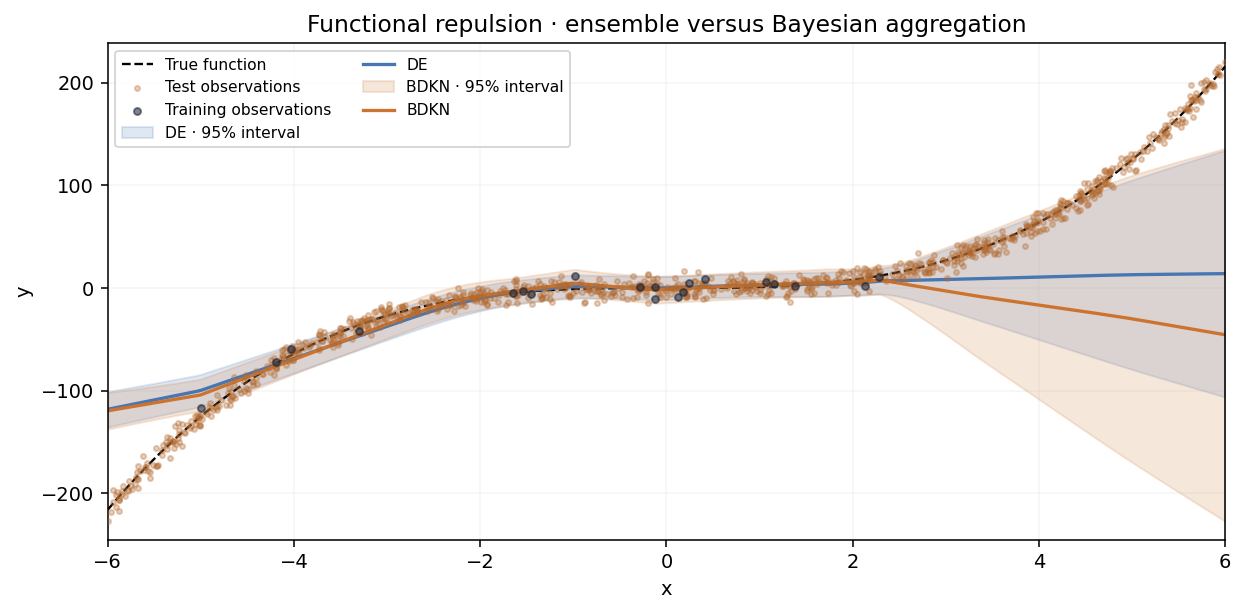 Functional repulsion · ensemble versus Bayesian aggregation
True function
Test observations
Training observations
DE · 95% interval
DE
BDKN · 95% interval
BDKN
y
200
100
0
−100
−200
−6
−4
−2
0
2
4
6
x